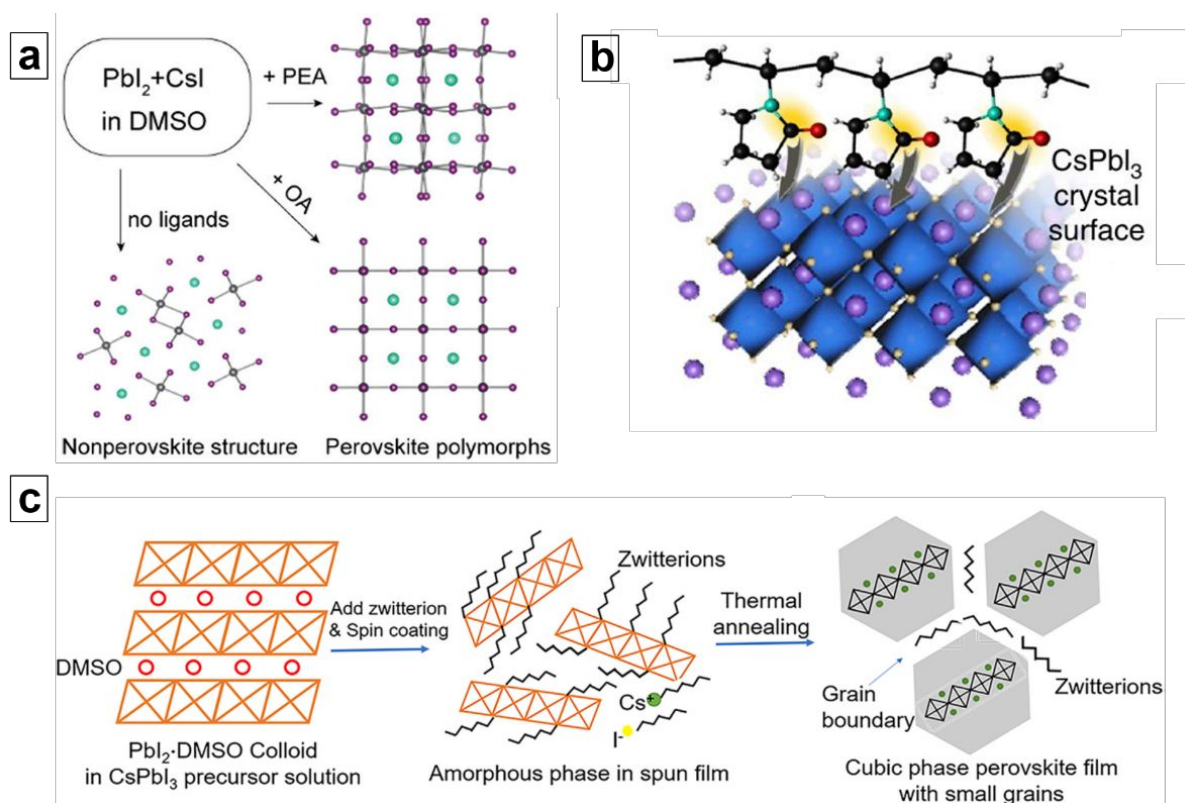 a
PbI₂+CsI
in DMSO
+ PEA
+ OA
no ligands
Nonperovskite structure
Perovskite polymorphs
b
CsPbI₃
crystal
surface
c
DMSO
PbI₂·DMSO Colloid
in CsPbI₃ precursor solution
Add zwitterion
& Spin coating
Zwitterions
Cs⁺
I⁻
Amorphous phase in spun film
Thermal
annealing
Grain
boundary
Zwitterions
Cubic phase perovskite film
with small grains